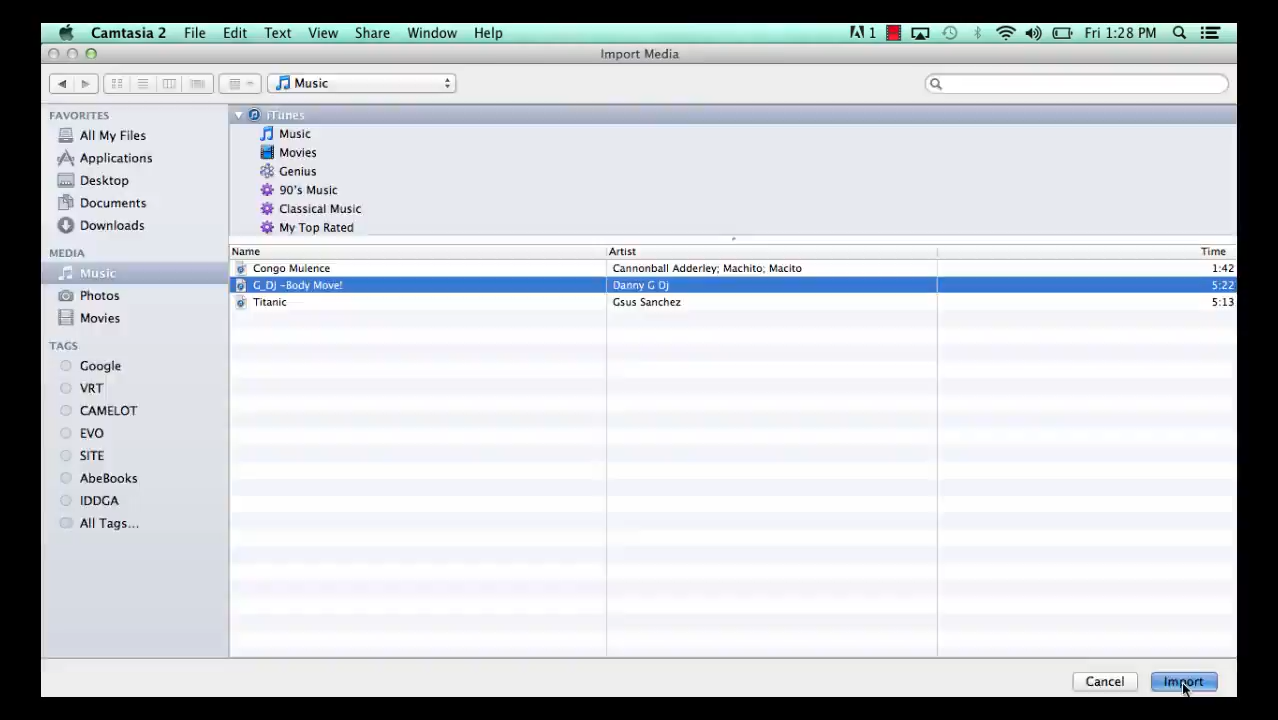 Camtasia 2 File Edit Text View Share Window Help 1 Fri 1:28 PM
Import Media
Music
FAVORITES
All My Files
Applications
Desktop
Documents
Downloads
MEDIA
Music
Photos
Movies
TAGS
Google
VRT
CAMELOT
EVO
SITE
AbeBooks
IDDGA
All Tags...
iTunes
Music
Movies
Genius
90's Music
Classical Music
My Top Rated
Name Artist Time
Congo Mulence Cannonball Adderley; Machito; Macito 1:42
G_DJ -Body Move! Danny G Dj 5:22
Titanic Gsus Sanchez 5:13
Cancel Import